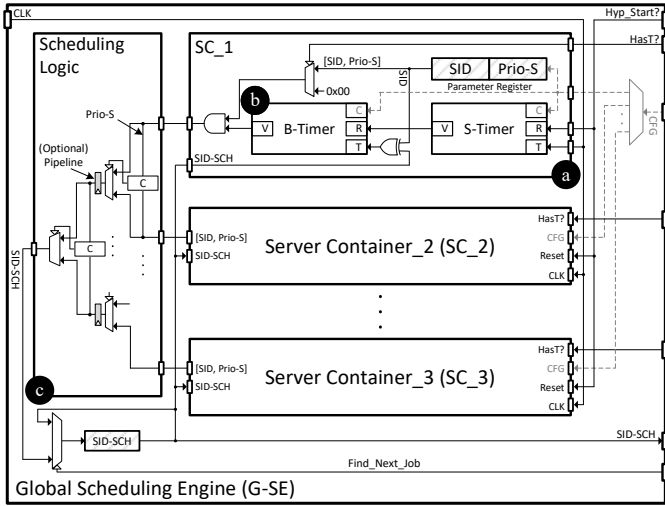 CLK
Hyp_Start?
Scheduling
Logic
SC_1
HasT?
[SID, Prio-S]
SID
Prio-S
SID
Parameter Register
0x00
b
Prio-S
C
C
V
B-Timer
R
V
S-Timer
R
CFG
T
T
(Optional)
Pipeline
SID-SCH
a
C
HasT?
[SID, Prio-S]
Server Container_2 (SC_2)
CFG
SID-SCH
Reset
C
CLK
SID-SCH
HasT?
[SID, Prio-S]
Server Container_3 (SC_3)
CFG
SID-SCH
Reset
c
CLK
SID-SCH
SID-SCH
Find_Next_Job
Global Scheduling Engine (G-SE)